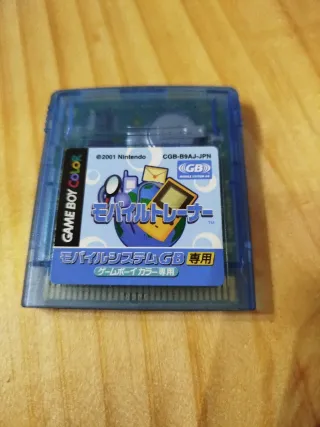 ©2001 Nintendo
CGB-B9AJ-JPN
GAME BOY COLOR
GB
モバイルトレーナー
TM
モバイルシステムGB専用
ゲームボーイカラー専用